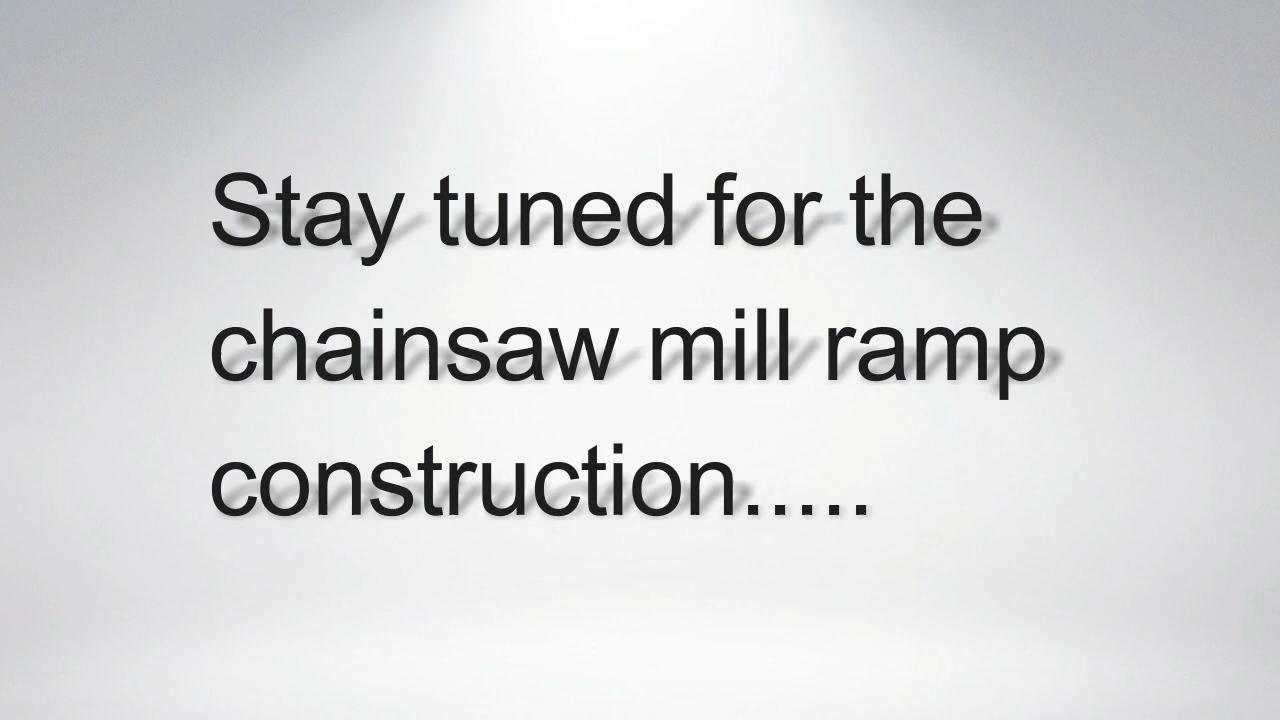 Stay tuned for the
chainsaw mill ramp
construction.....